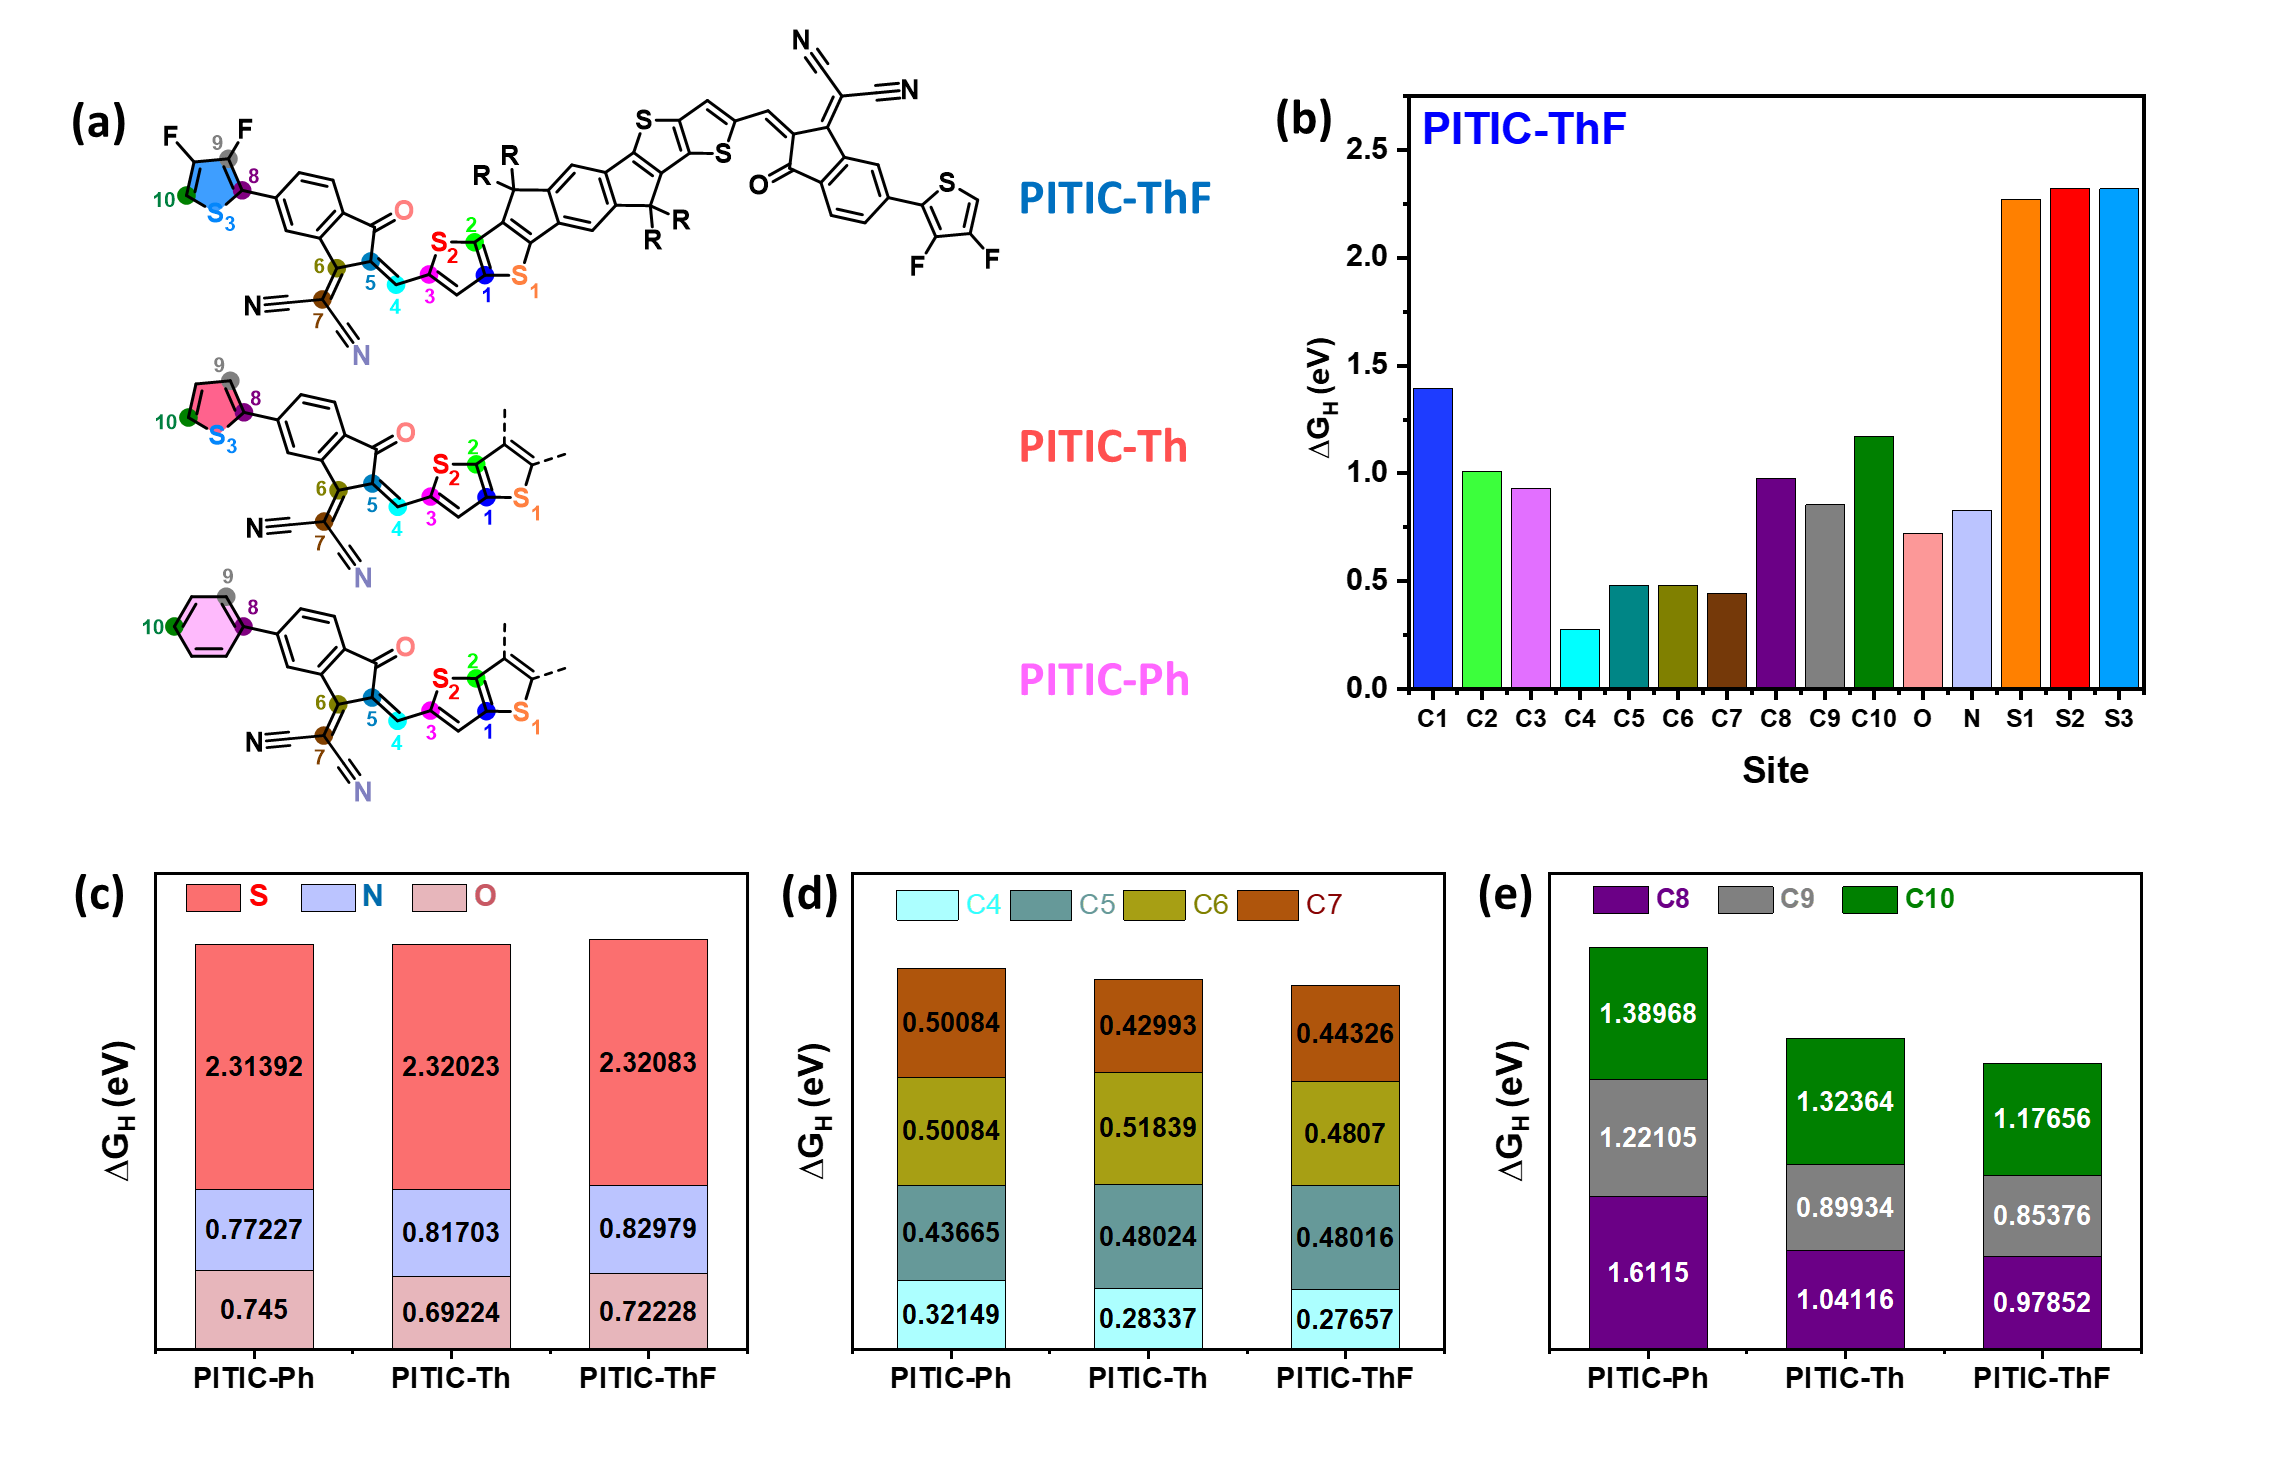 (a)
N
N
F
F
9
8
10
S3
O
S2
2
S1
1
3
4
5
6
7
N
N
R
R
R
R
S
S
O
S
F
F
PITIC-ThF
9
8
10
S3
O
S2
2
S1
1
3
4
5
6
7
N
N
PITIC-Th
9
8
10
O
S2
2
S1
1
3
4
5
6
7
N
N
PITIC-Ph
(b)
PITIC-ThF
ΔGH (eV)
2.5
2.0
1.5
1.0
0.5
0.0
C1 C2 C3 C4 C5 C6 C7 C8 C9 C10 O N S1 S2 S3
Site
(c)
S N O
ΔGH (eV)
2.31392 2.32023 2.32083
0.77227 0.81703 0.82979
0.745 0.69224 0.72228
PITIC-Ph PITIC-Th PITIC-ThF
(d)
C4 C5 C6 C7
ΔGH (eV)
0.50084 0.42993 0.44326
0.50084 0.51839 0.4807
0.43665 0.48024 0.48016
0.32149 0.28337 0.27657
PITIC-Ph PITIC-Th PITIC-ThF
(e)
C8 C9 C10
ΔGH (eV)
1.38968 1.32364 1.17656
1.22105 0.89934 0.85376
1.6115 1.04116 0.97852
PITIC-Ph PITIC-Th PITIC-ThF